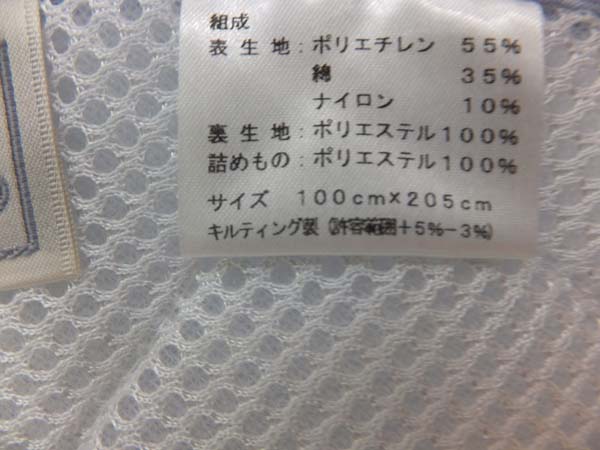 組成
表生地：ポリエチレン 55%
綿 35%
ナイロン 10%
裏生地：ポリエステル100%
詰めもの：ポリエステル100%
サイズ 100cm×205cm
キルティング製（許容範囲＋5%－3%）